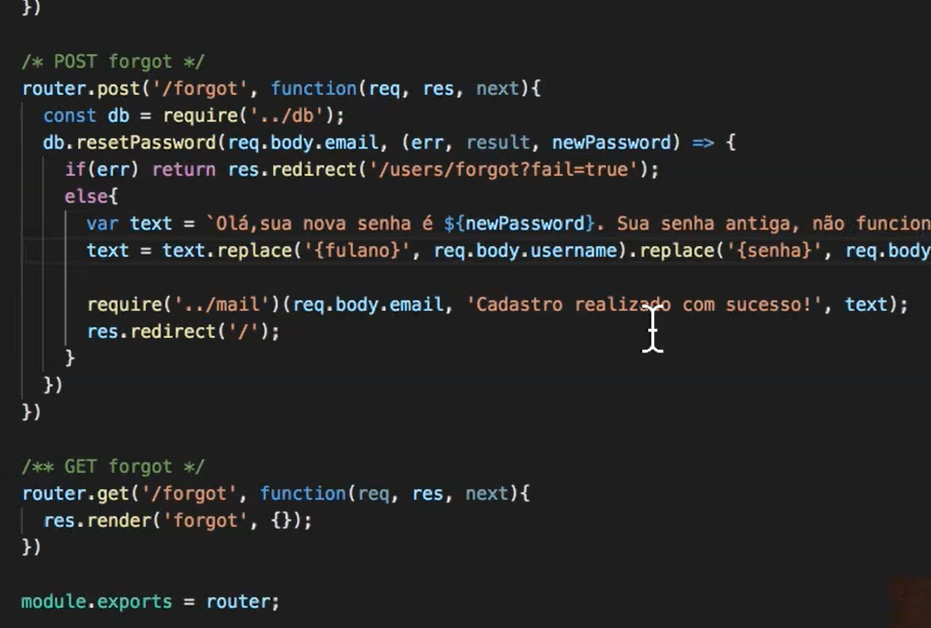 })
/* POST forgot */
router.post('/forgot', function(req, res, next){
const db = require('../db');
db.resetPassword(req.body.email, (err, result, newPassword) => {
if(err) return res.redirect('/users/forgot?fail=true');
else{
var text = `Olá,sua nova senha é ${newPassword}. Sua senha antiga, não funcion
text = text.replace('{fulano}', req.body.username).replace('{senha}', req.body
require('../mail')(req.body.email, 'Cadastro realizado com sucesso!', text);
res.redirect('/');
}
})
})
/** GET forgot */
router.get('/forgot', function(req, res, next){
res.render('forgot', {});
})
module.exports = router;